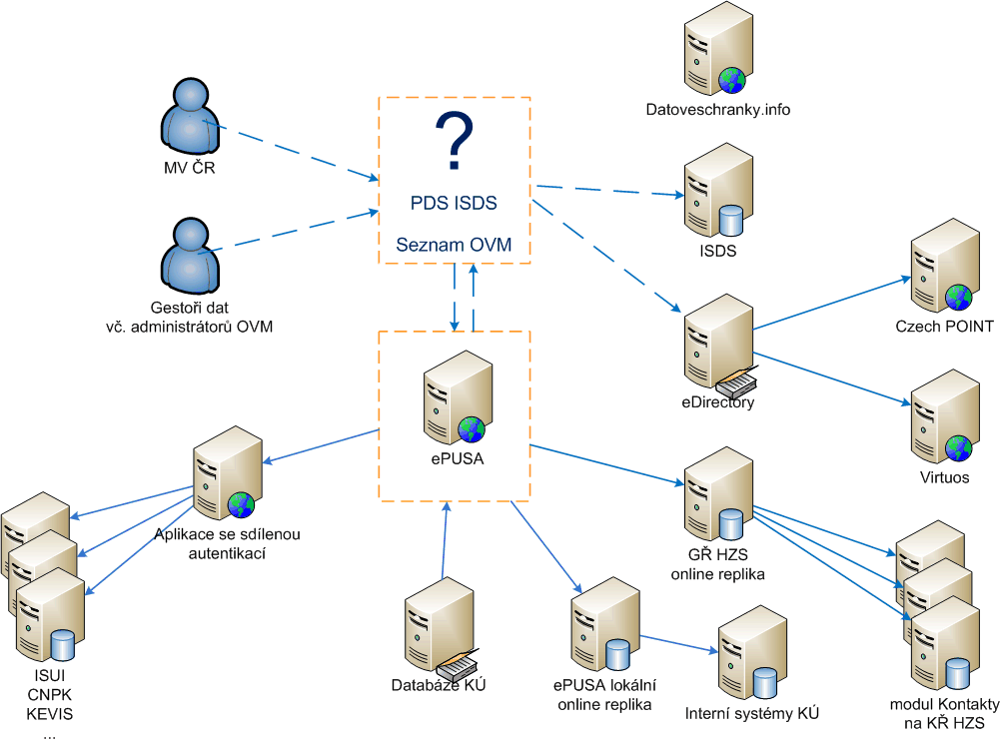 Datoveschranky.info
MV ČR
?
PDS ISDS
Seznam OVM
ISDS
Gestoři dat
vč. administrátorů OVM
Czech POINT
eDirectory
ePUSA
Virtuos
Aplikace se sdílenou
autentikací
GŘ HZS
online replika
ISUI
CNPK
KEVIS
...
Databáze KÚ
ePUSA lokální
online replika
Interní systémy KÚ
modul Kontakty
na KŘ HZS